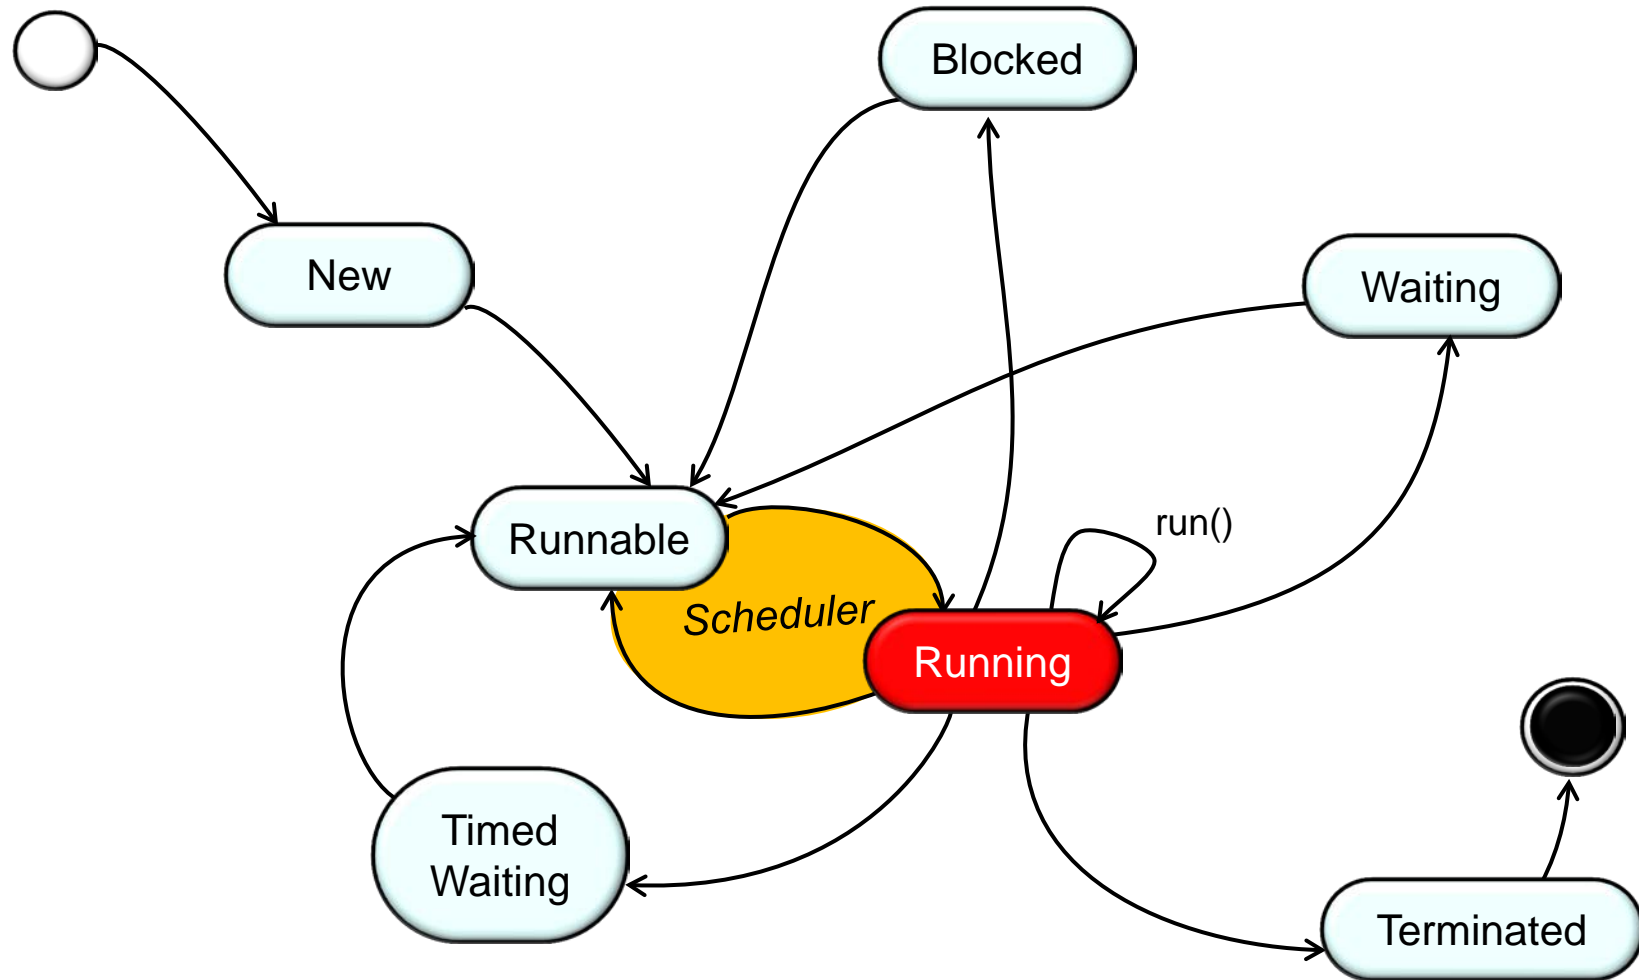 Blocked
New
Waiting
run()
Runnable
Scheduler
Running
Timed
Waiting
Terminated